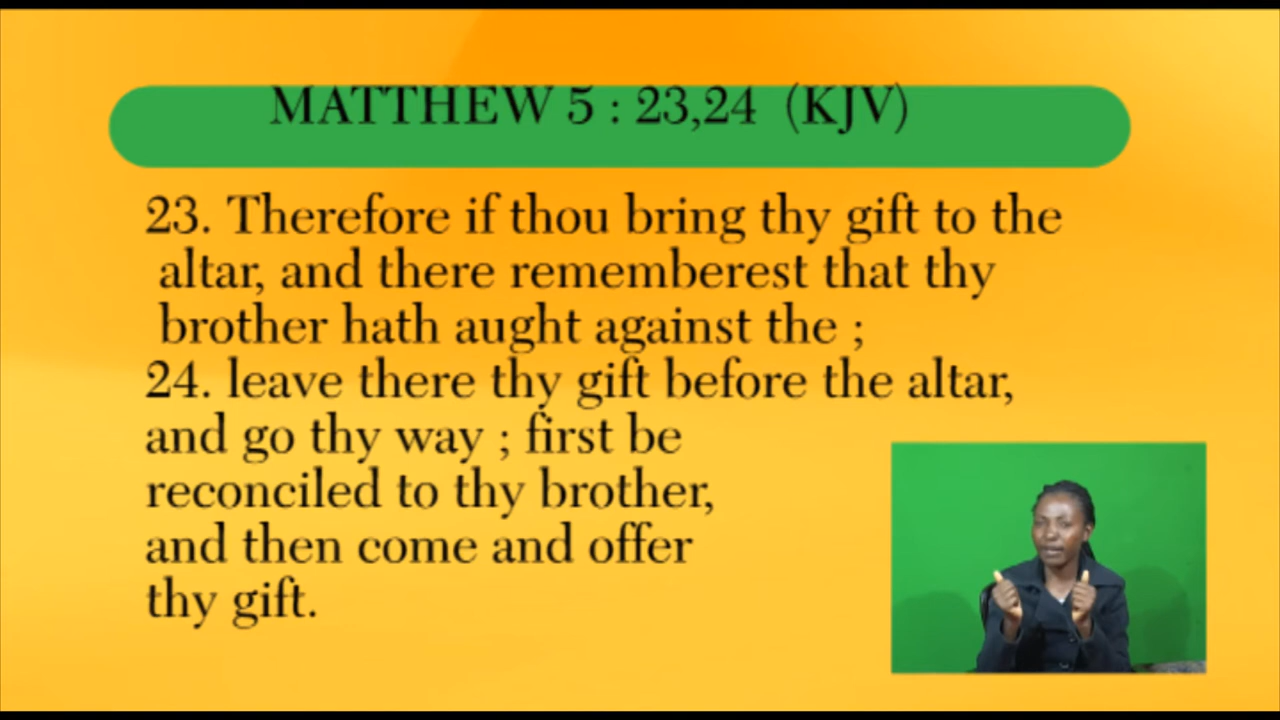 MATTHEW 5 : 23,24 (KJV)
23. Therefore if thou bring thy gift to the
altar, and there rememberest that thy
brother hath aught against the ;
24. leave there thy gift before the altar,
and go thy way ; first be
reconciled to thy brother,
and then come and offer
thy gift.